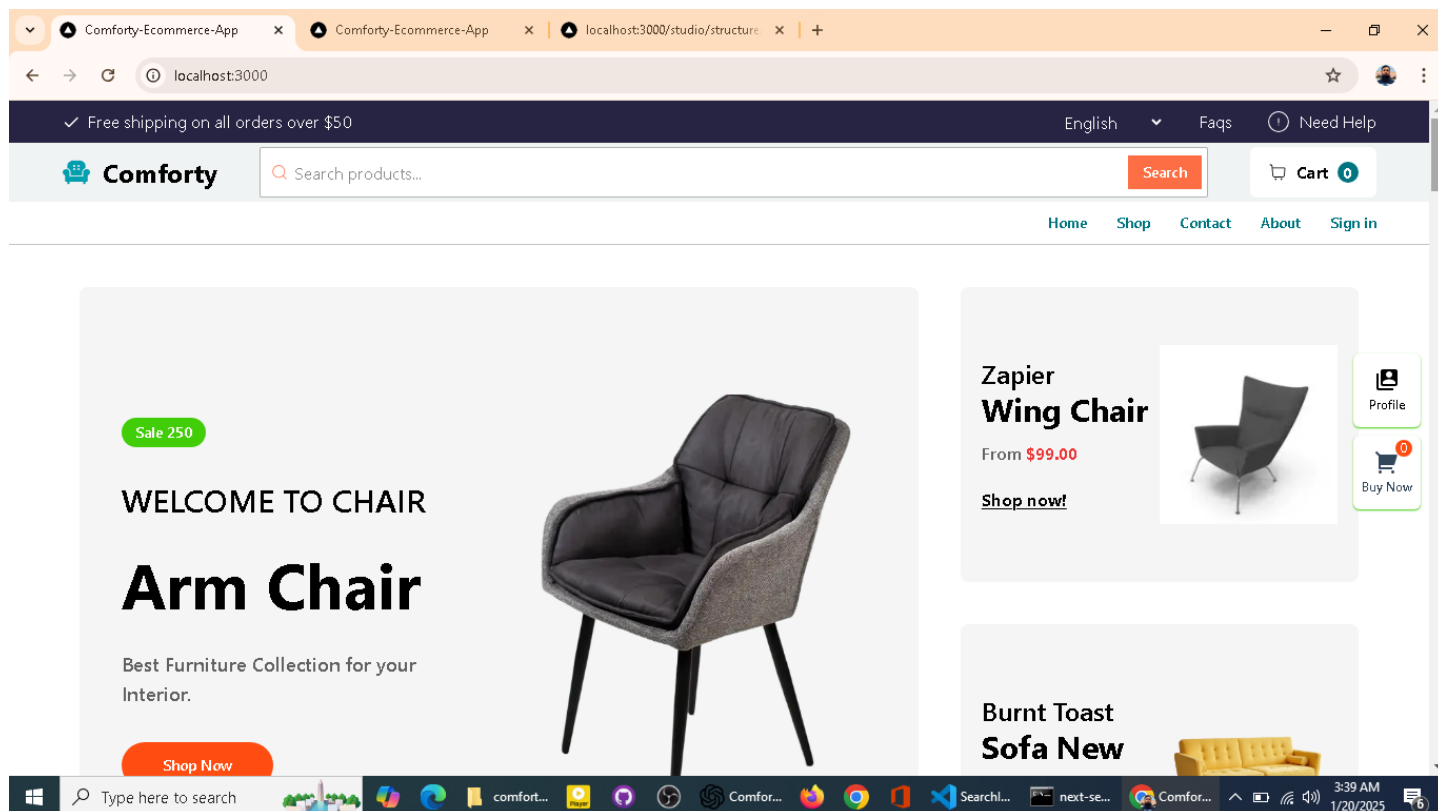 Comforty-Ecommerce-App
Comforty-Ecommerce-App
localhost:3000/studio/structure
localhost:3000
Free shipping on all orders over $50
English
Faqs
Need Help
Comforty
Search products...
Search
Cart 0
Home
Shop
Contact
About
Sign in
Sale 250
WELCOME TO CHAIR
Arm Chair
Best Furniture Collection for your
Interior.
Shop Now
Zapier
Wing Chair
From $99.00
Shop now!
Profile
0
Buy Now
Burnt Toast
Sofa New
Type here to search
comfort...
Player
Comfor...
Searchl...
next-se...
Comfor...
3:39 AM
1/20/2025
6